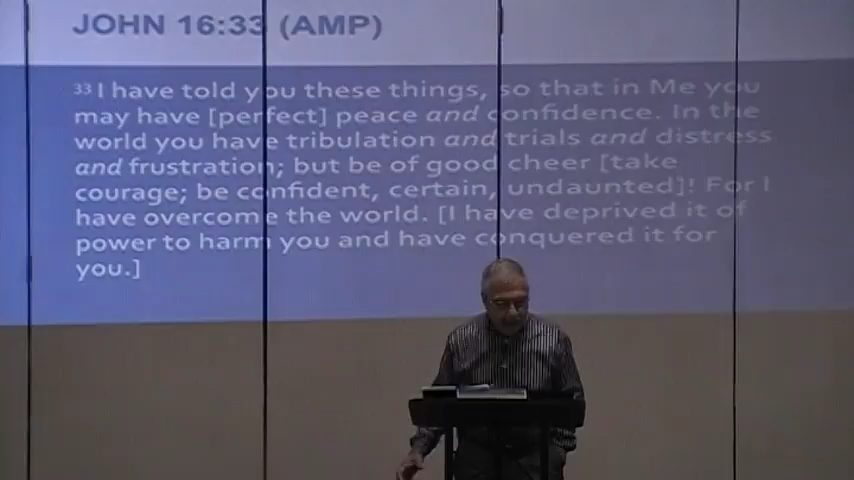 JOHN 16:33 (AMP)
33 I have told you these things, so that in Me you
may have [perfect] peace and confidence. In the
world you have tribulation and trials and distress
and frustration; but be of good cheer [take
courage; be confident, certain, undaunted]! For I
have overcome the world. [I have deprived it of
power to harm you and have conquered it for
you.]